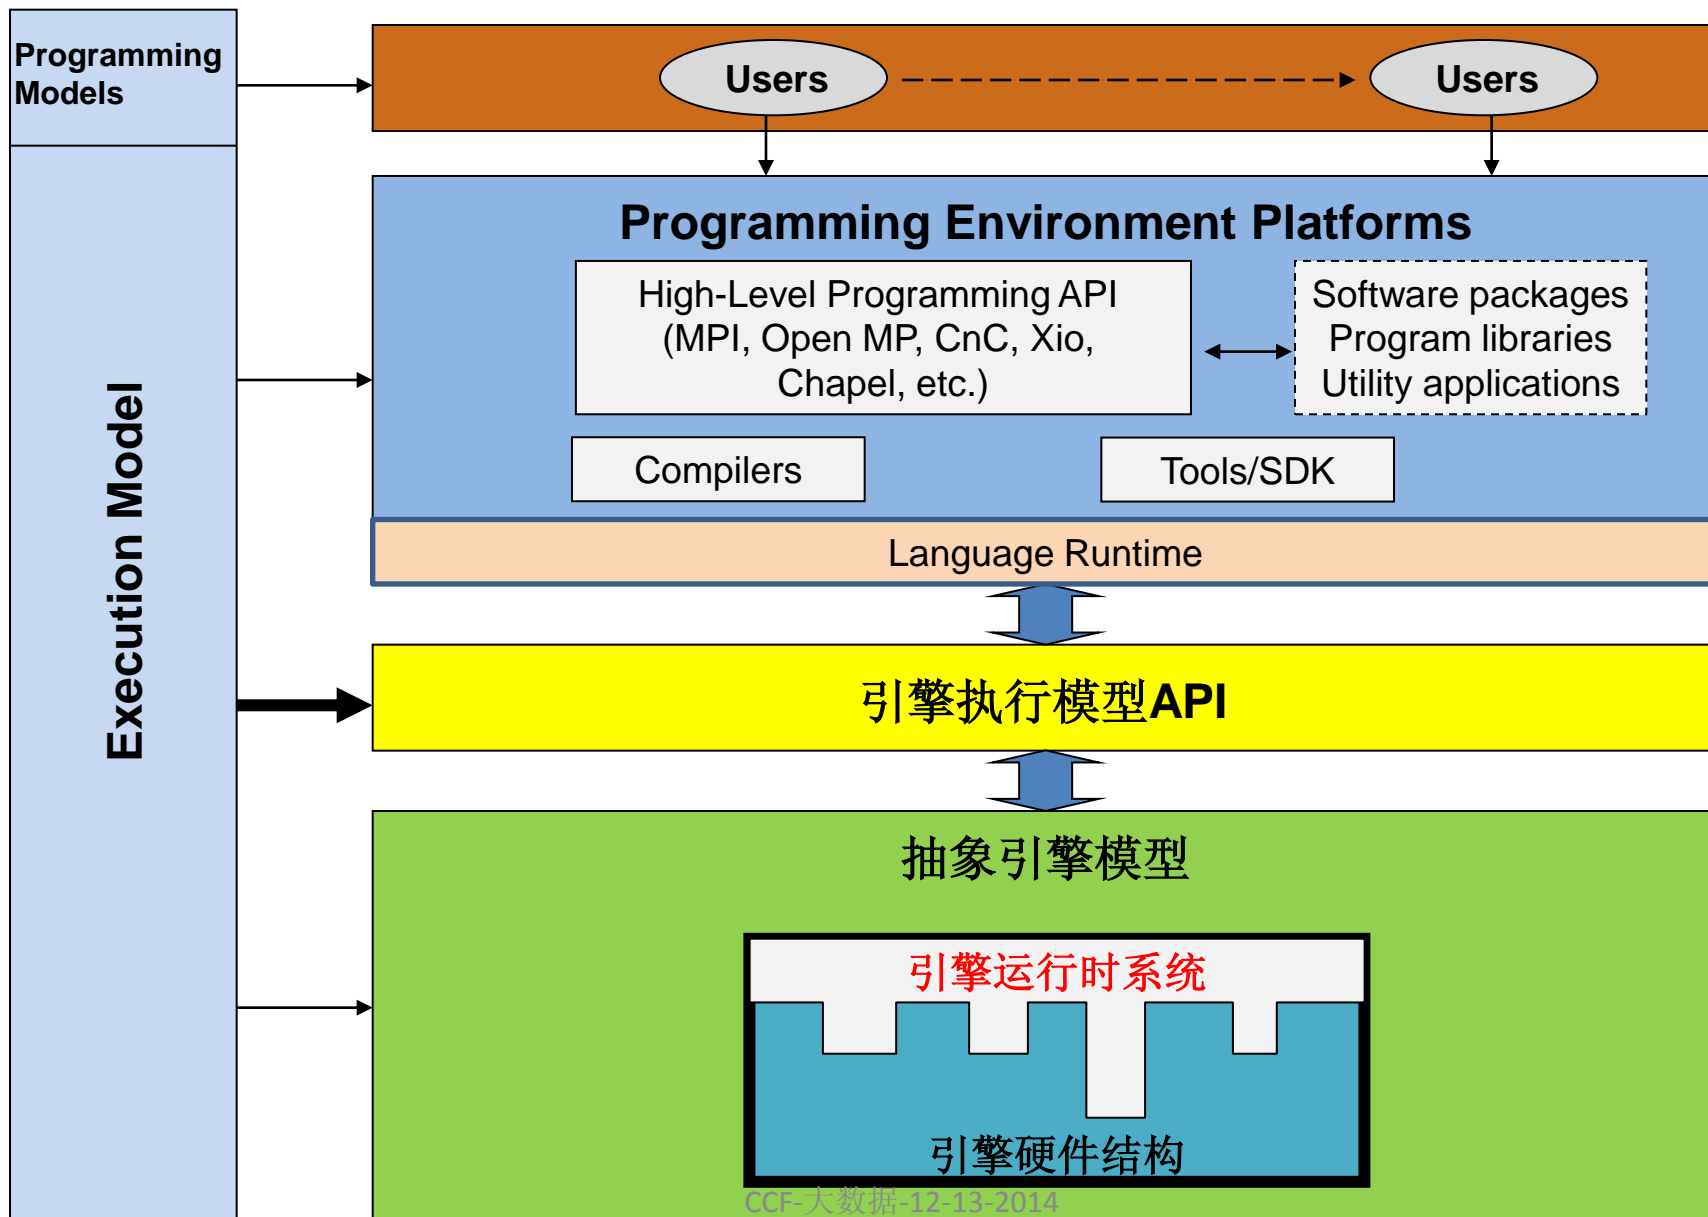 Programming
Models
Users
Users
Programming Environment Platforms
High-Level Programming API
(MPI, Open MP, CnC, Xio,
Chapel, etc.)
Software packages
Program libraries
Utility applications
Compilers
Tools/SDK
Language Runtime
Execution Model
引擎执行模型API
抽象引擎模型
引擎运行时系统
引擎硬件结构
CCF-大数据-12-13-2014